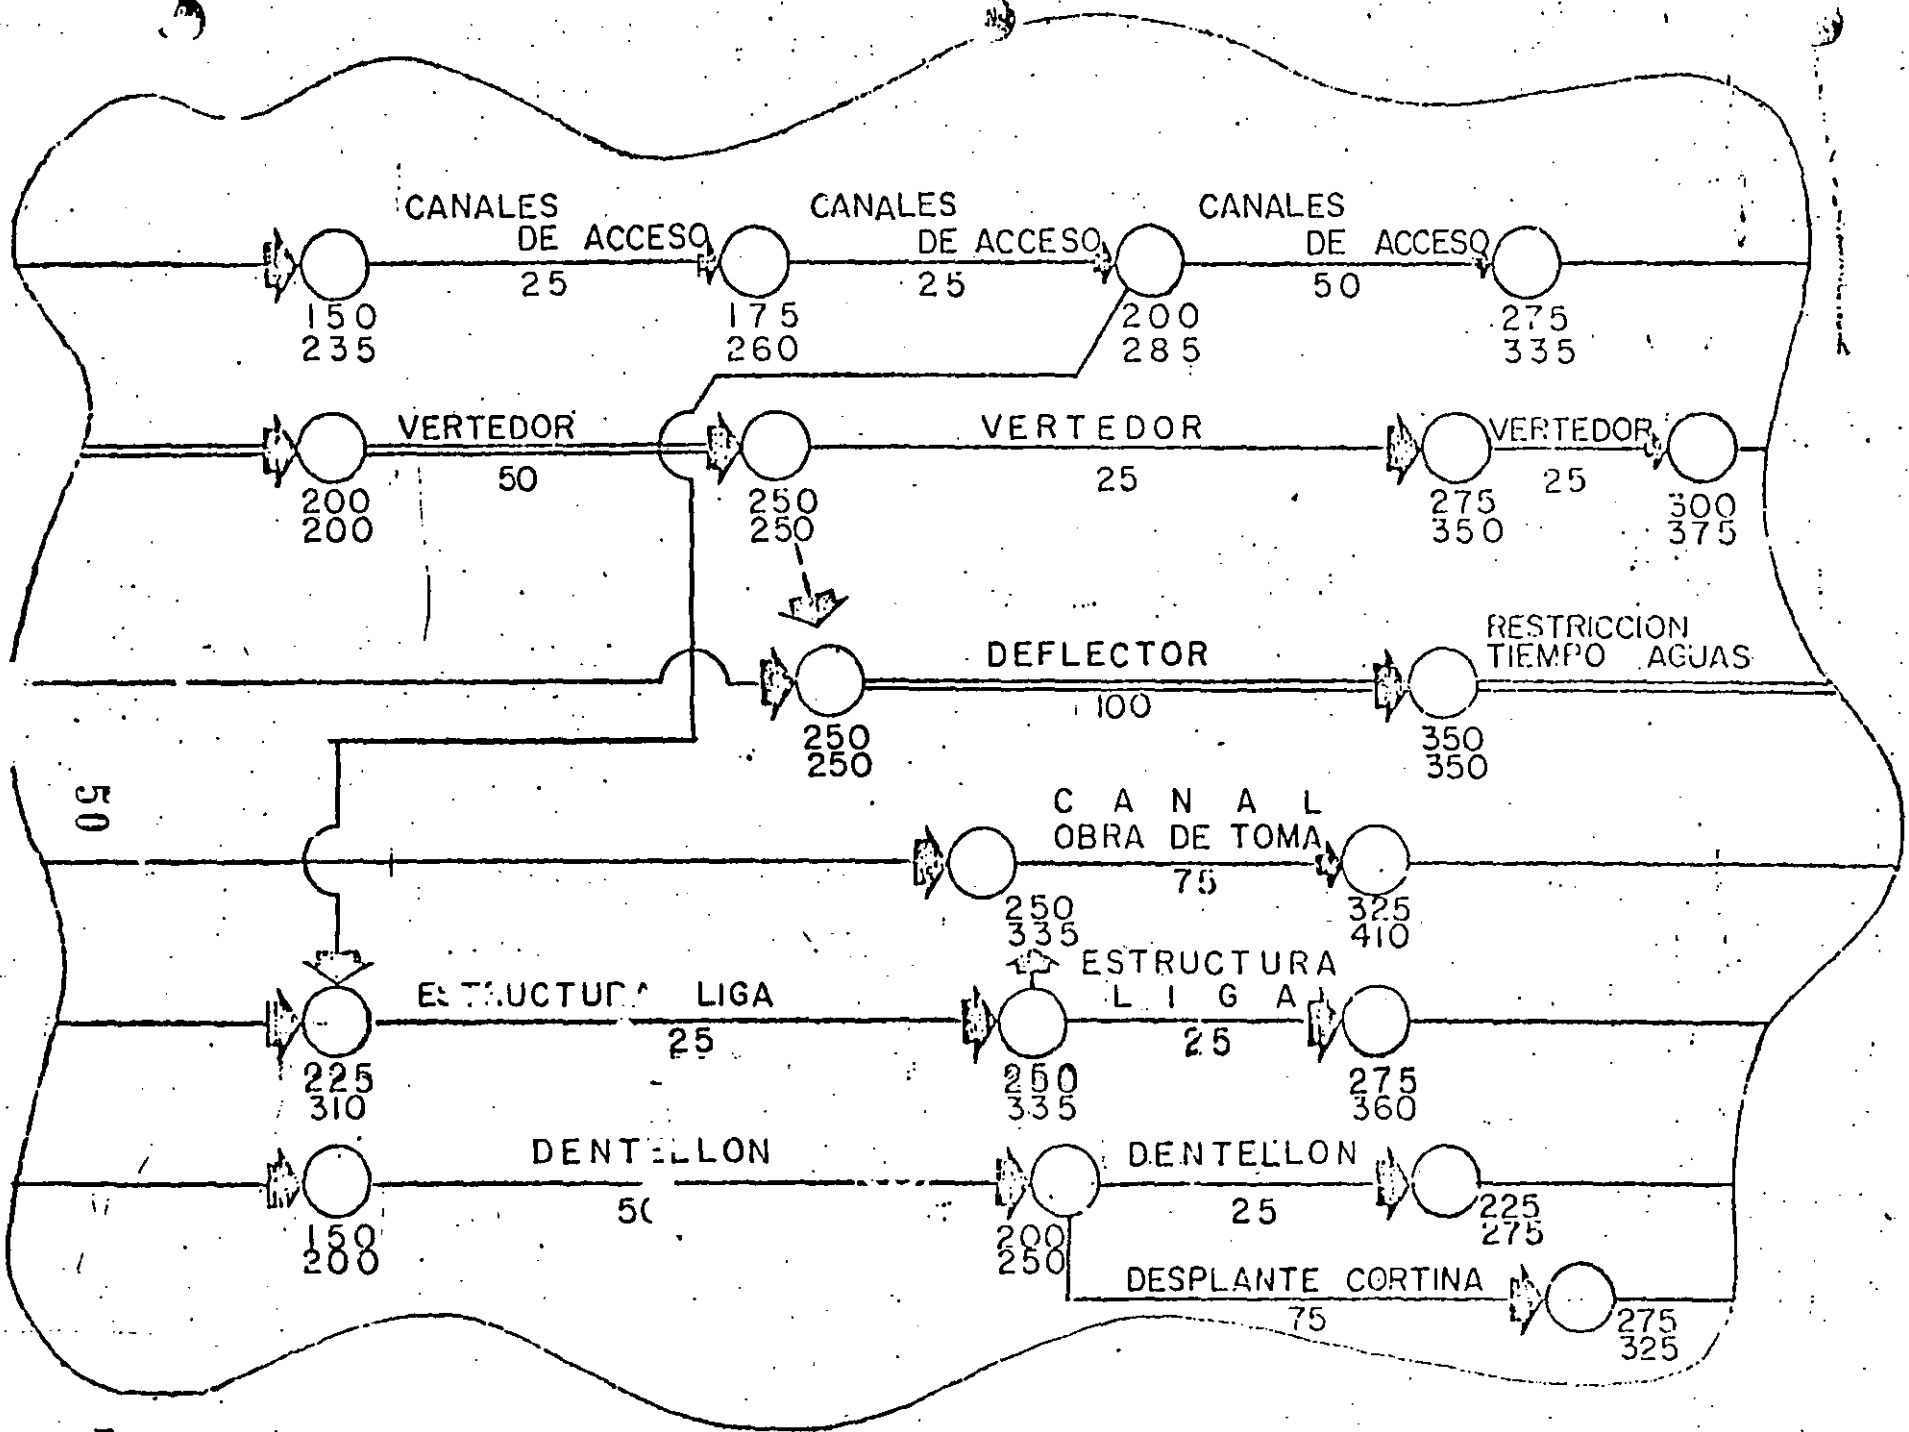 CANALES
DE ACCESO
25
CANALES
DE ACCESO
25
CANALES
DE ACCESO
50
150
235
175
260
200
285
275
335
VERTEDOR
50
VERTEDOR
25
VERTEDOR
25
200
200
250
250
275
350
300
375
DEFLECTOR
100
RESTRICCION
TIEMPO AGUAS
250
250
350
350
50
CANAL
OBRA DE TOMA
75
250
335
325
410
LIGA
25
ESTRUCTURA
LIGA
25
225
310
250
335
275
360
DENTELLON
DENTELLON
25
150
200
200
250
225
275
DESPLANTE CORTINA
75
275
325